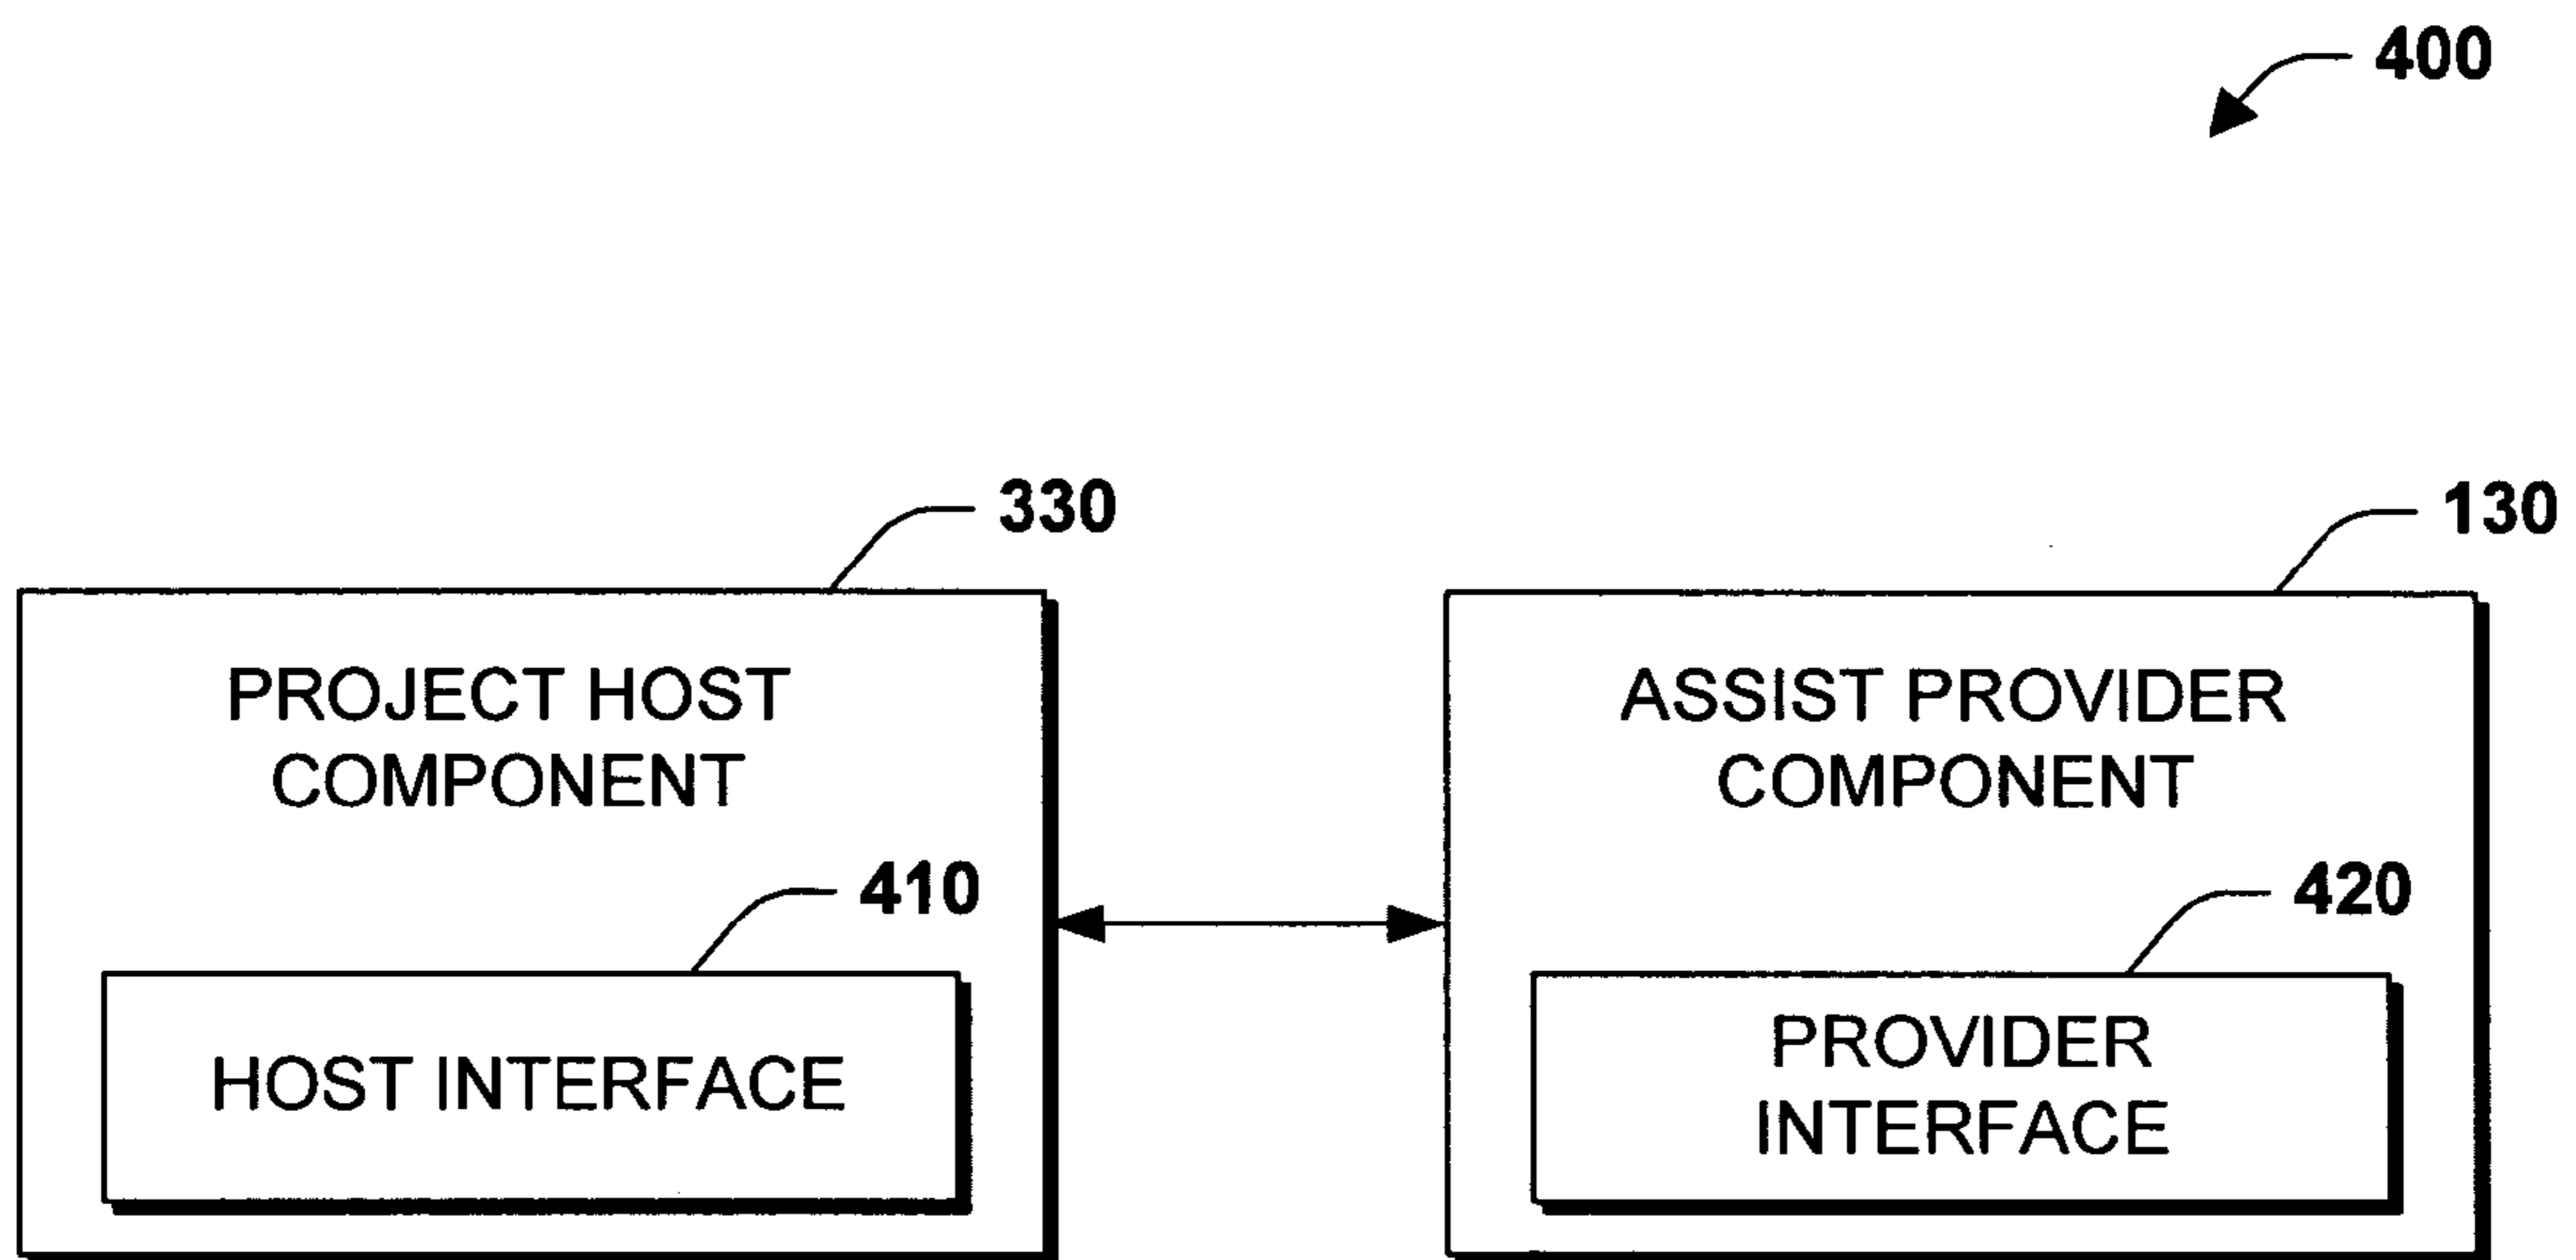 400
330
130
PROJECT HOST
COMPONENT
ASSIST PROVIDER
COMPONENT
410
420
HOST INTERFACE
PROVIDER
INTERFACE